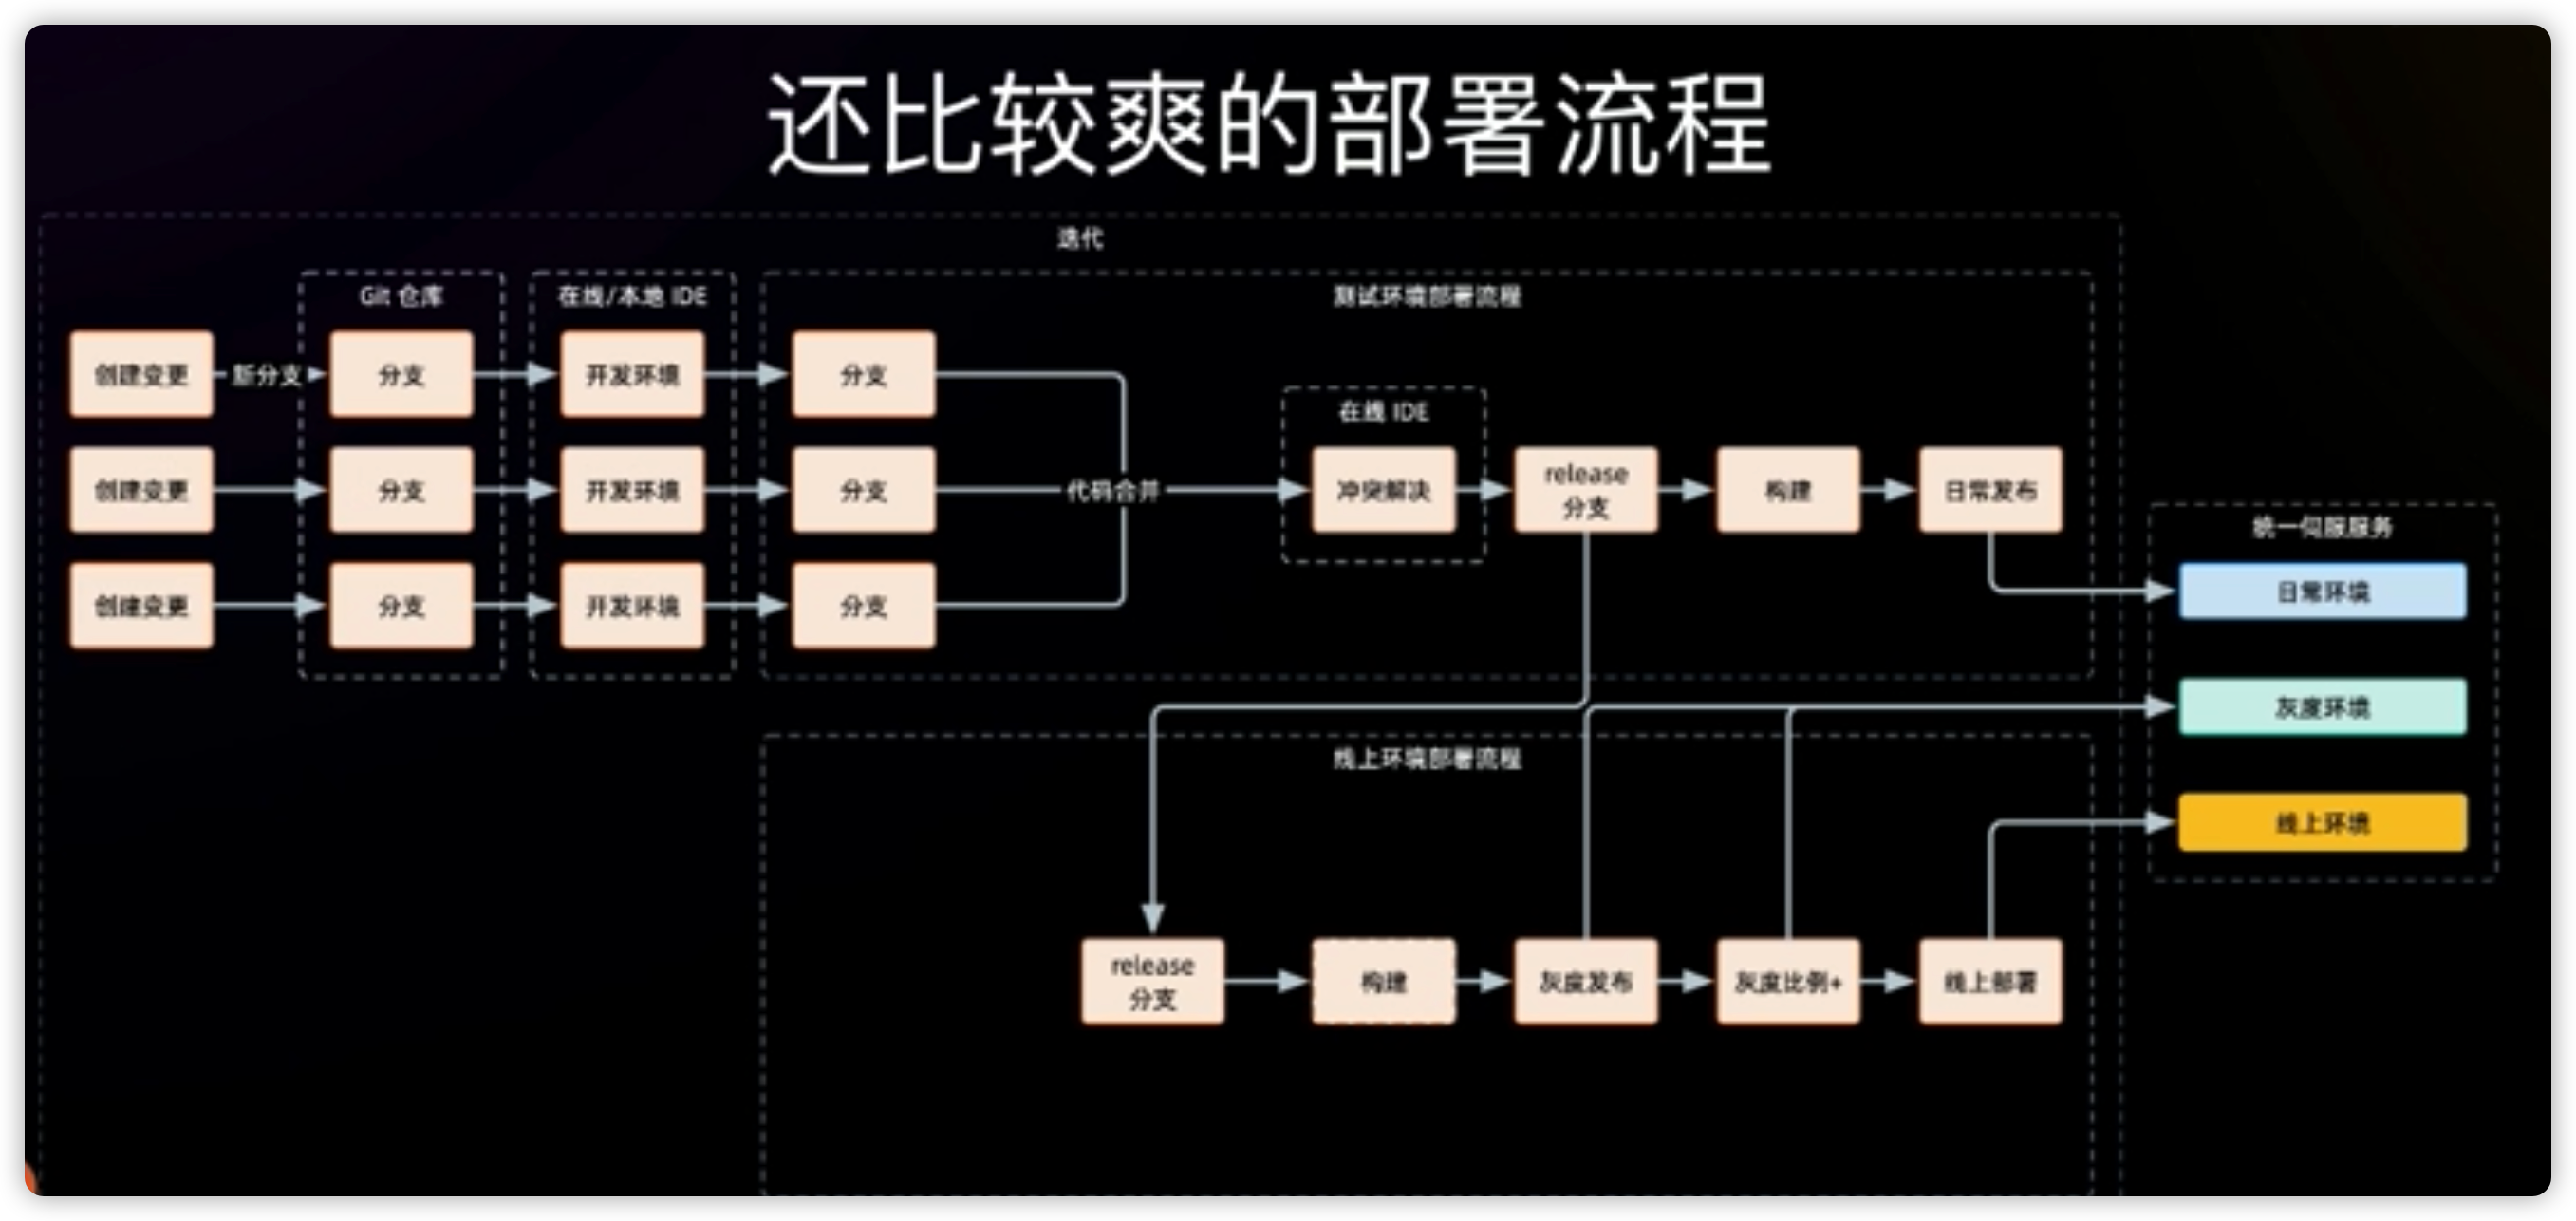 还比较爽的部署流程
迭代
Git 仓库
在线/本地 IDE
测试环境部署流程
创建变更
新分支
分支
开发环境
分支
在线 IDE
创建变更
分支
开发环境
分支
代码合并
冲突解决
release
分支
构建
日常发布
创建变更
分支
开发环境
分支
统一伺服服务
日常环境
灰度环境
线上环境
线上环境部署流程
release
分支
构建
灰度发布
灰度比例+
线上部署